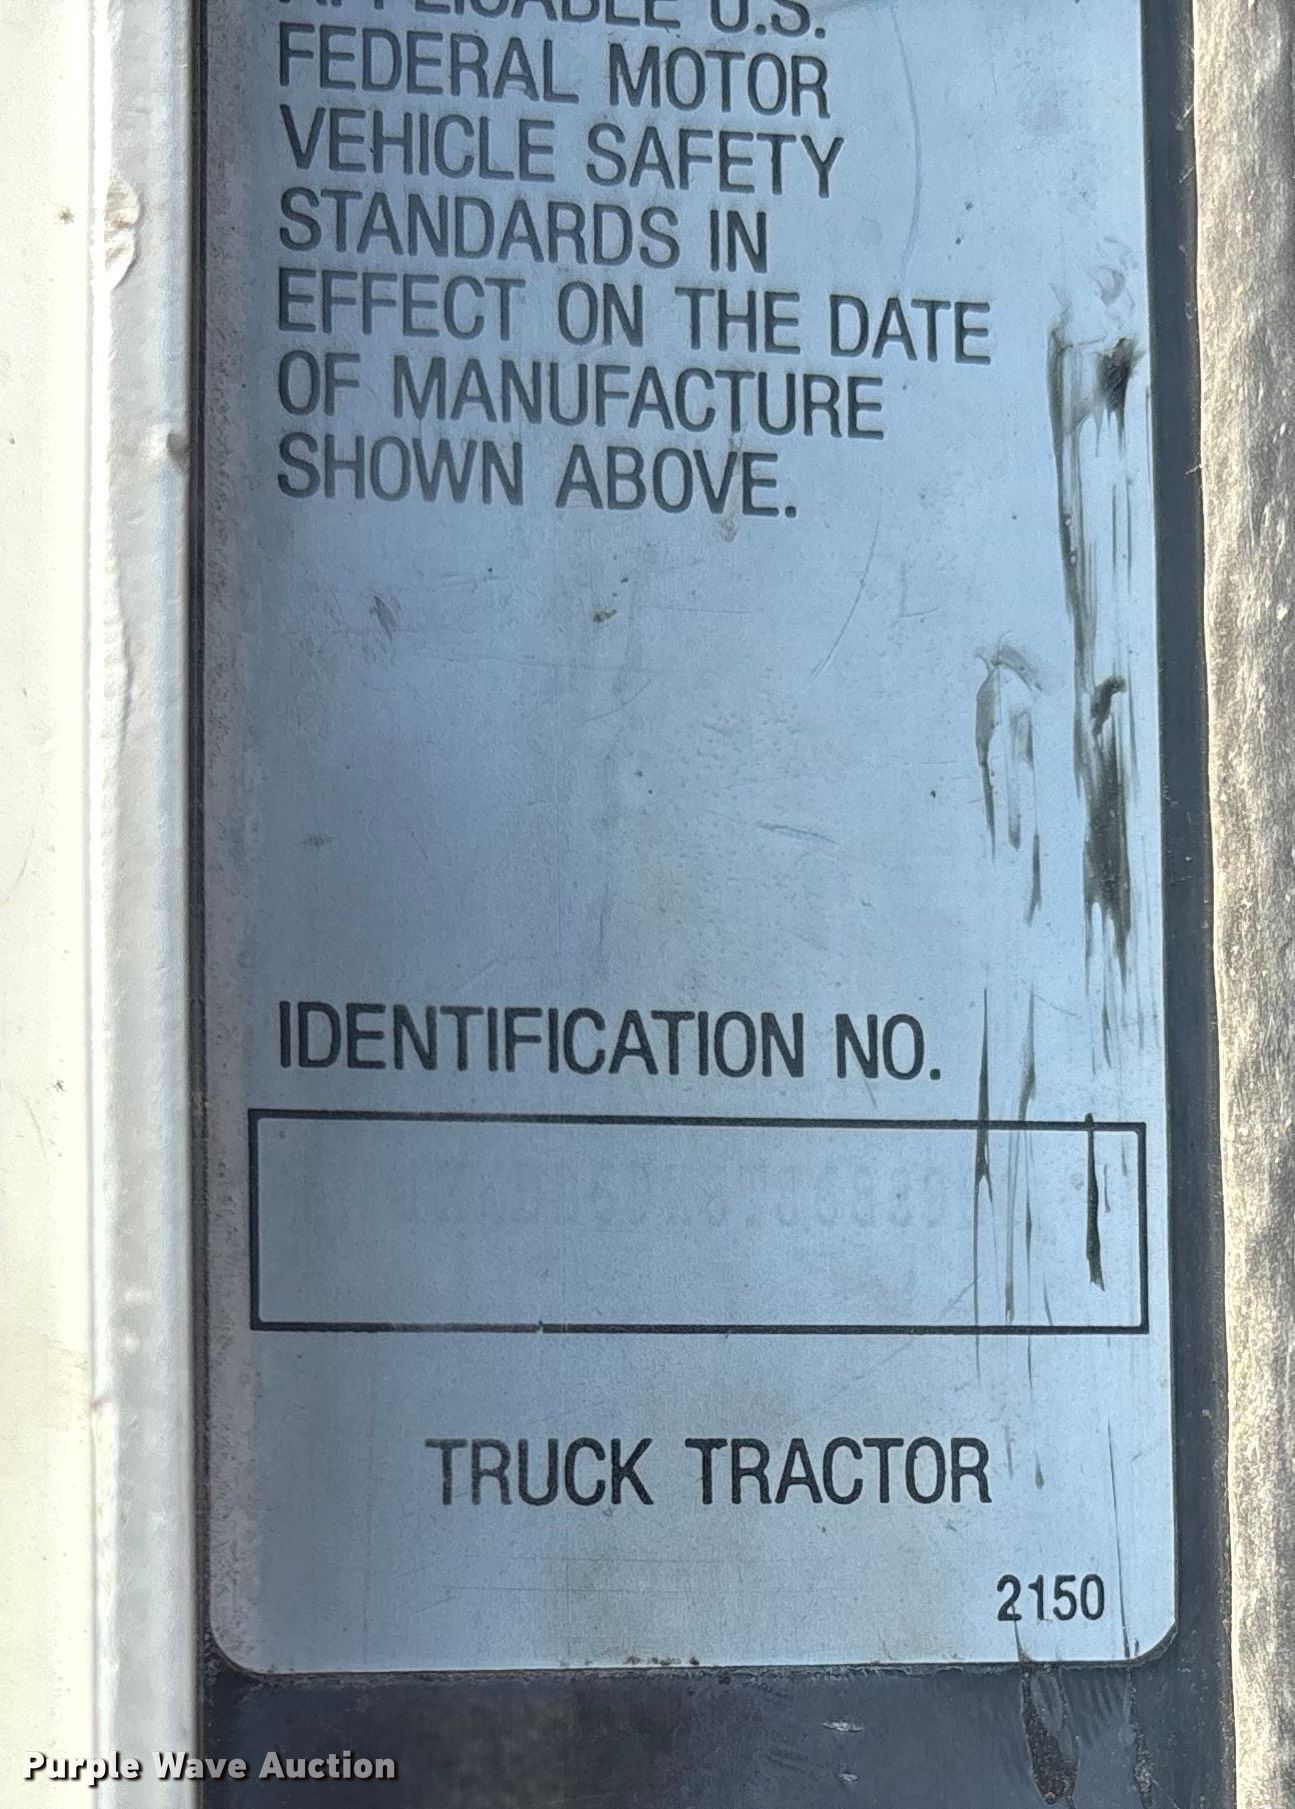 APPLICABLE U.S.
FEDERAL MOTOR
VEHICLE SAFETY
STANDARDS IN
EFFECT ON THE DATE
OF MANUFACTURE
SHOWN ABOVE.
IDENTIFICATION NO.
TRUCK TRACTOR
2150
Purple Wave Auction